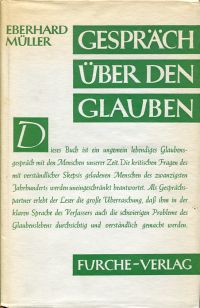 EBERHARD
MÜLLER
GESPRÄCH
ÜBER DEN
GLAUBEN
Dieses Buch ist ein ungemein lebendiges Glaubens-
gespräch mit den Menschen unserer Zeit. Die kritischen Fragen des
mit verständlicher Skepsis geladenen Menschen des zwanzigsten
Jahrhunderts werden uneingeschränkt beantwortet. Als Gesprächs-
partner erlebt der Leser die große Überraschung, daß ihm in der
klaren Sprache des Verfassers auch die schwierigen Probleme des
Glaubenslebens durchsichtig und verständlich gemacht werden.
FURCHE-VERLAG